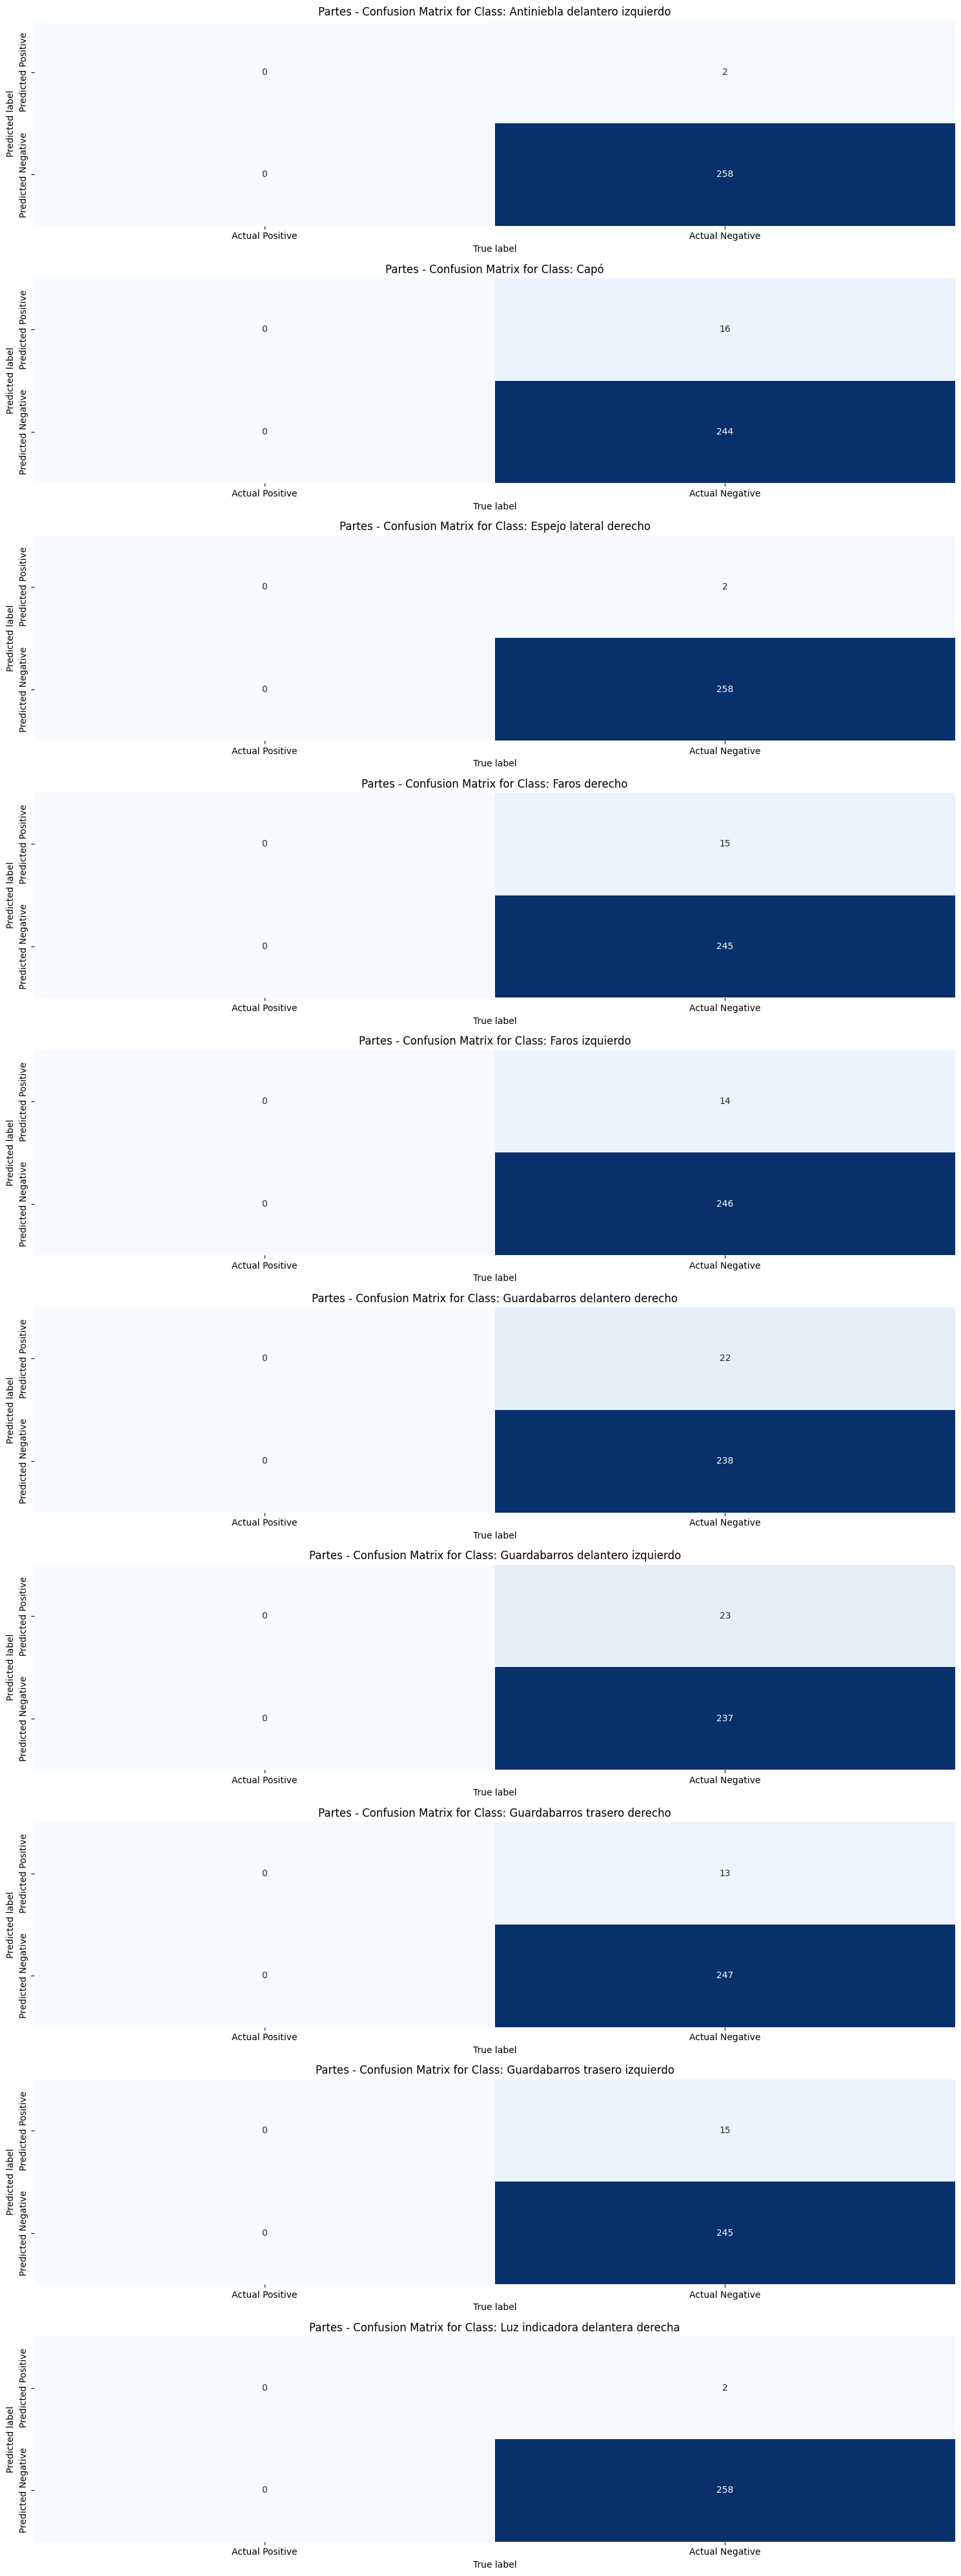 Partes - Confusion Matrix for Class: Antiniebla delantero izquierdo
Predicted label
Predicted Positive
0
2
Predicted Negative
0
258
Actual Positive
Actual Negative
True label
Partes - Confusion Matrix for Class: Capó
Predicted label
Predicted Positive
0
16
Predicted Negative
0
244
Actual Positive
Actual Negative
True label
Partes - Confusion Matrix for Class: Espejo lateral derecho
Predicted label
Predicted Positive
0
2
Predicted Negative
0
258
Actual Positive
Actual Negative
True label
Partes - Confusion Matrix for Class: Faros derecho
Predicted label
Predicted Positive
0
15
Predicted Negative
0
245
Actual Positive
Actual Negative
True label
Partes - Confusion Matrix for Class: Faros izquierdo
Predicted label
Predicted Positive
0
14
Predicted Negative
0
246
Actual Positive
Actual Negative
True label
Partes - Confusion Matrix for Class: Guardabarros delantero derecho
Predicted label
Predicted Positive
0
22
Predicted Negative
0
238
Actual Positive
Actual Negative
True label
Partes - Confusion Matrix for Class: Guardabarros delantero izquierdo
Predicted label
Predicted Positive
0
23
Predicted Negative
0
237
Actual Positive
Actual Negative
True label
Partes - Confusion Matrix for Class: Guardabarros trasero derecho
Predicted label
Predicted Positive
0
13
Predicted Negative
0
247
Actual Positive
Actual Negative
True label
Partes - Confusion Matrix for Class: Guardabarros trasero izquierdo
Predicted label
Predicted Positive
0
15
Predicted Negative
0
245
Actual Positive
Actual Negative
True label
Partes - Confusion Matrix for Class: Luz indicadora delantera derecha
Predicted label
Predicted Positive
0
2
Predicted Negative
0
258
Actual Positive
Actual Negative
True label